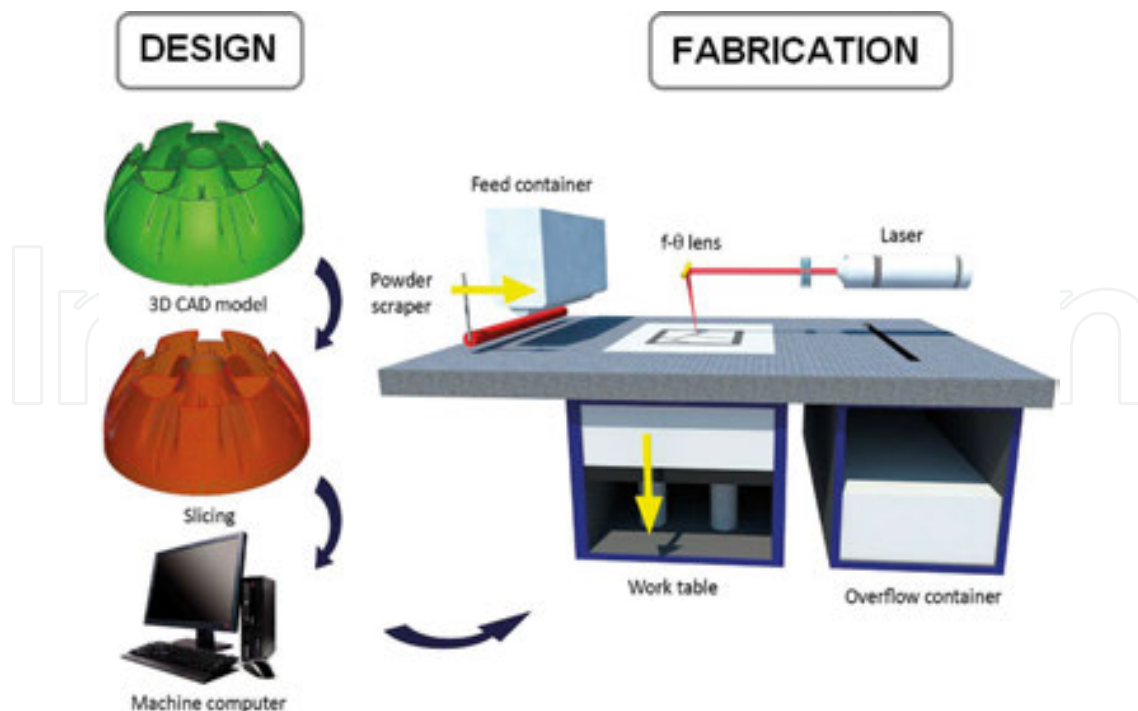 DESIGN
FABRICATION
Feed container
f-θ lens
Laser
Powder
scraper
3D CAD model
Slicing
Work table
Overflow container
Machine computer